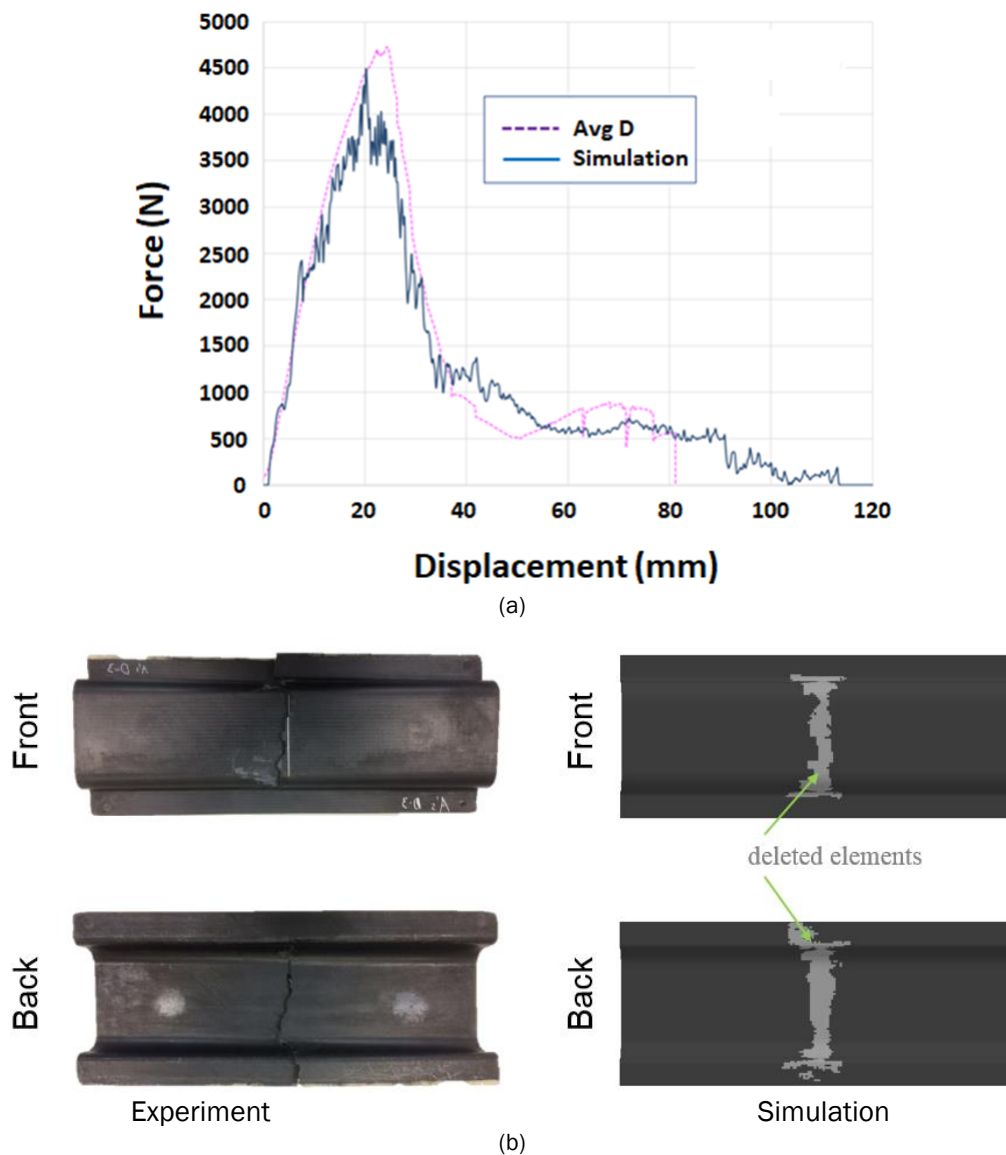 5000
4500
4000
3500
3000
2500
2000
1500
1000
500
0
Force (N)
Avg D
Simulation
0 20 40 60 80 100 120
Displacement (mm)
(a)
Front
Front
deleted elements
Back
Back
Experiment
Simulation
(b)